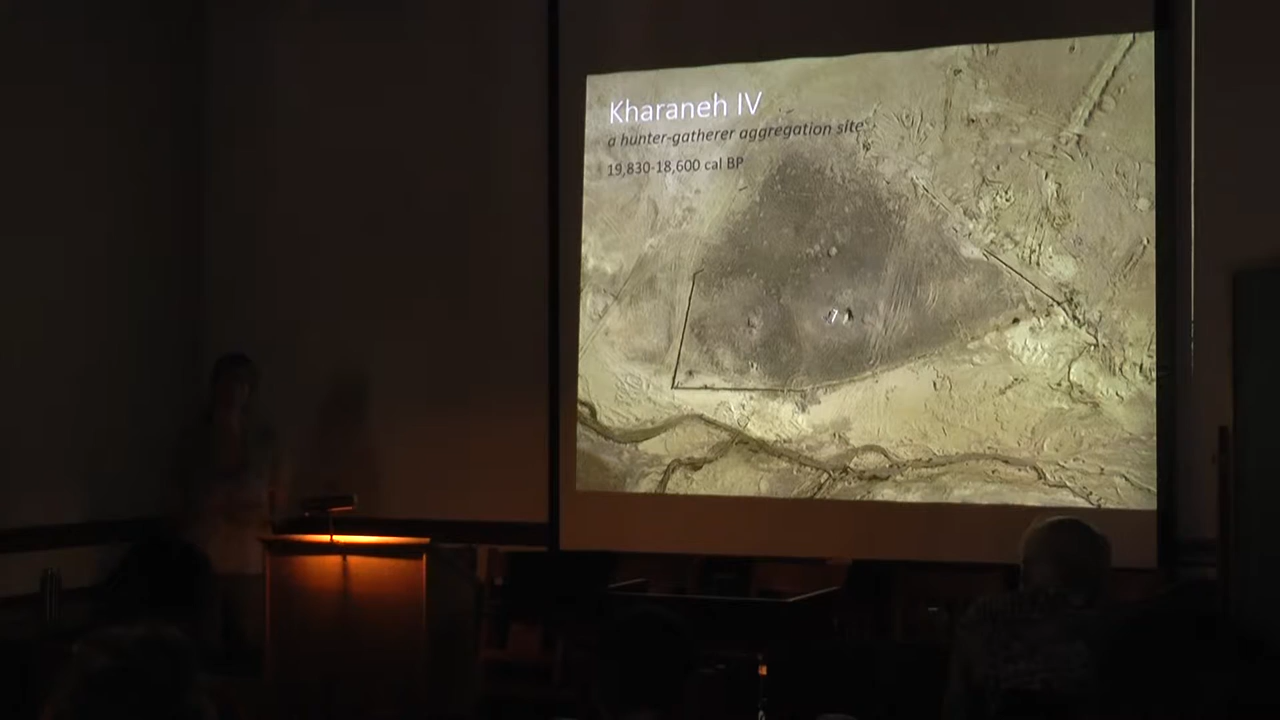 Kharaneh IV
a hunter-gatherer aggregation site
19,830-18,600 cal BP